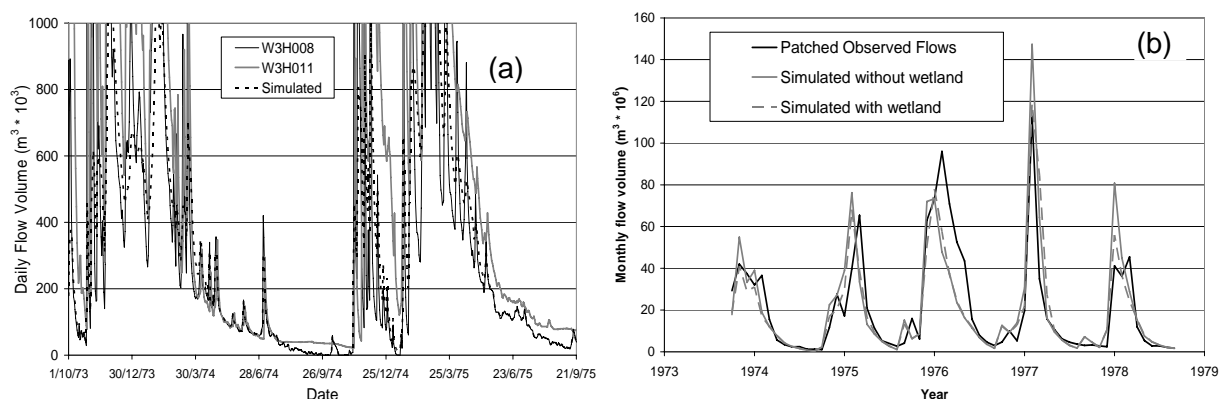 (a)
W3H008
W3H011
Simulated
Daily Flow Volume (m³ * 10³)
1000
800
600
400
200
0
1/10/73 30/12/73 30/3/74 28/6/74 26/9/74 25/12/74 25/3/75 23/6/75 21/9/75
Date
(b)
Patched Observed Flows
Simulated without wetland
Simulated with wetland
Monthly flow volume (m³ * 10⁶)
160
140
120
100
80
60
40
20
0
1973 1974 1975 1976 1977 1978 1979
Year